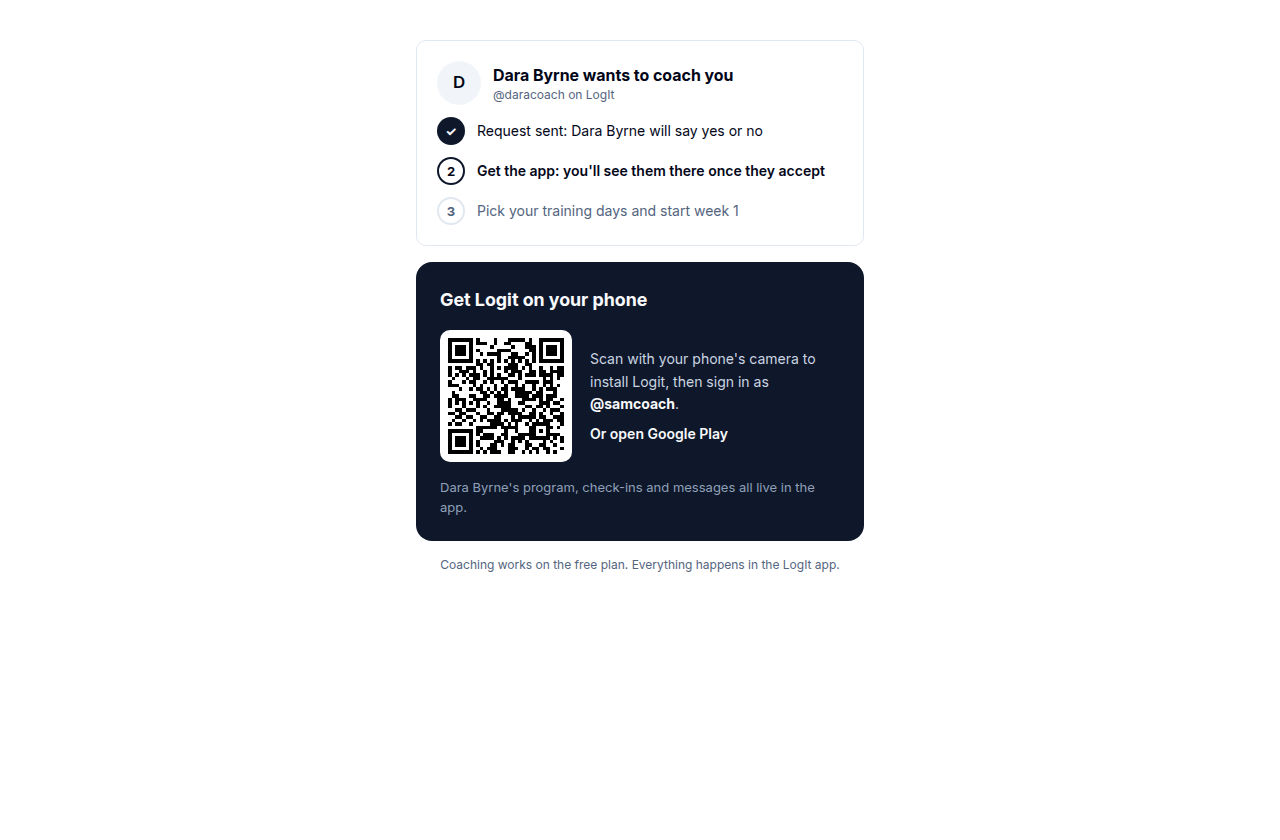 D
Dara Byrne wants to coach you
@daracoach on LogIt
Request sent: Dara Byrne will say yes or no
2
Get the app: you'll see them there once they accept
3
Pick your training days and start week 1
Get Logit on your phone
Scan with your phone's camera to
install Logit, then sign in as
@samcoach.
Or open Google Play
Dara Byrne's program, check-ins and messages all live in the
app.
Coaching works on the free plan. Everything happens in the LogIt app.